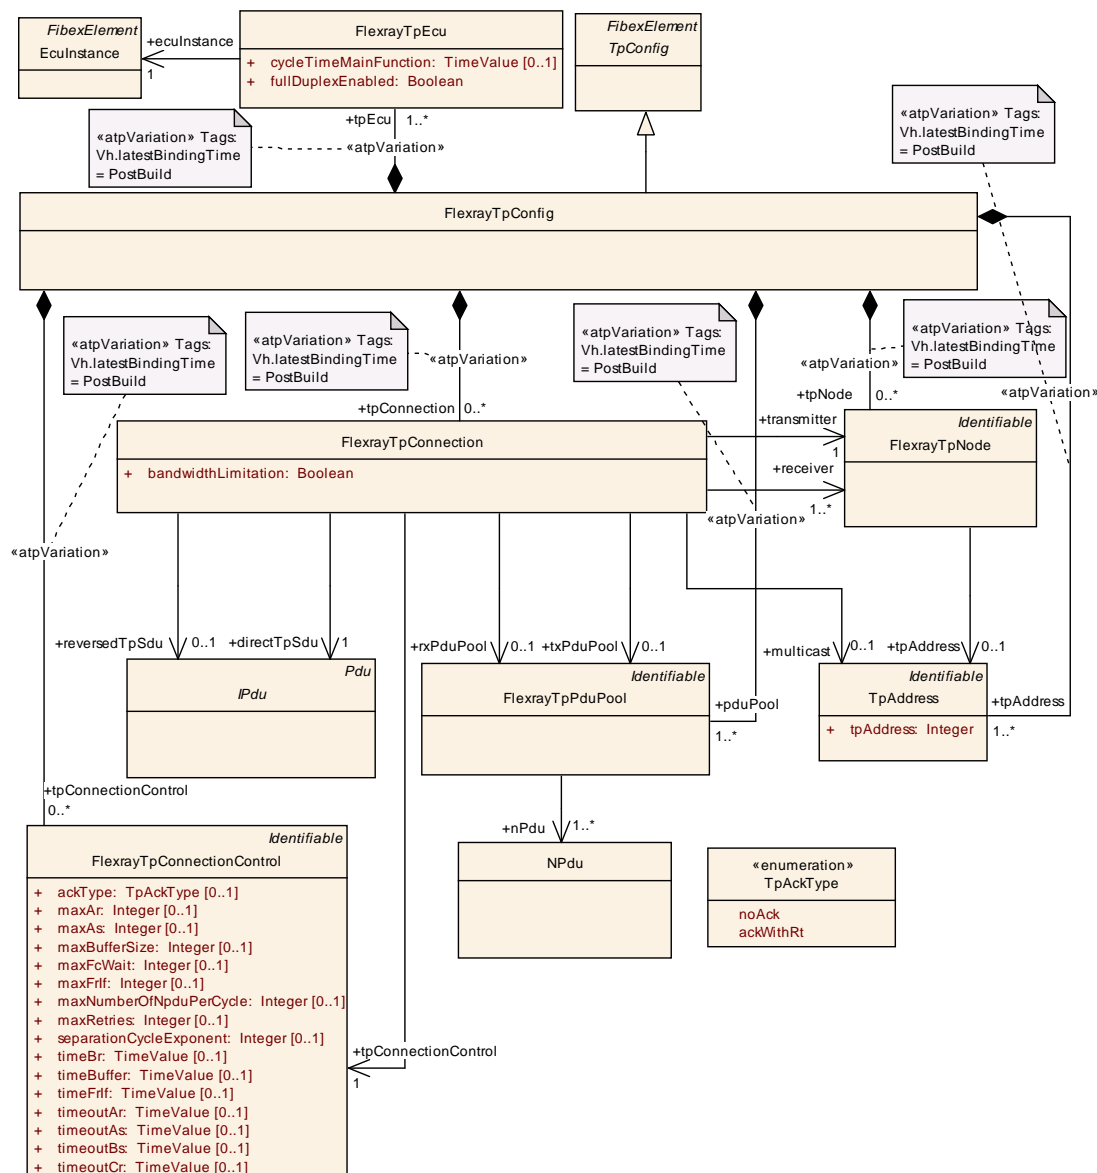 FibexElement
EcuInstance
+ecuInstance
1
FlexrayTpEcu
+ cycleTimeMainFunction: TimeValue [0..1]
+ fullDuplexEnabled: Boolean
FibexElement
TpConfig
«atpVariation» Tags:
Vh.latestBindingTime
= PostBuild
+tpEcu 1..*
«atpVariation»
«atpVariation» Tags:
Vh.latestBindingTime
= PostBuild
FlexrayTpConfig
«atpVariation» Tags:
Vh.latestBindingTime
= PostBuild
«atpVariation» Tags:
Vh.latestBindingTime
= PostBuild
«atpVariation»
«atpVariation» Tags:
Vh.latestBindingTime
= PostBuild
«atpVariation» Tags:
Vh.latestBindingTime
= PostBuild
«atpVariation»
«atpVariation»
+tpConnection 0..*
+tpNode 0..*
FlexrayTpConnection
+ bandwidthLimitation: Boolean
+transmitter
1
+receiver
1..*
Identifiable
FlexrayTpNode
«atpVariation»
«atpVariation»
+reversedTpSdu 0..1
+directTpSdu 1
+rxPduPool 0..1
+txPduPool 0..1
+multicast 0..1
+tpAddress 0..1
Pdu
IPdu
Identifiable
FlexrayTpPduPool
+pduPool
1..*
Identifiable
TpAddress
+ tpAddress: Integer
+tpAddress
1..*
+tpConnectionControl
0..*
+nPdu 1..*
NPdu
«enumeration»
TpAckType
noAck
ackWithRt
Identifiable
FlexrayTpConnectionControl
+ ackType: TpAckType [0..1]
+ maxAr: Integer [0..1]
+ maxAs: Integer [0..1]
+ maxBufferSize: Integer [0..1]
+ maxFcWait: Integer [0..1]
+ maxFrIf: Integer [0..1]
+ maxNumberOfNpduPerCycle: Integer [0..1]
+ maxRetries: Integer [0..1]
+ separationCycleExponent: Integer [0..1]
+ timeBr: TimeValue [0..1]
+ timeBuffer: TimeValue [0..1]
+ timeFrIf: TimeValue [0..1]
+ timeoutAr: TimeValue [0..1]
+ timeoutAs: TimeValue [0..1]
+ timeoutBs: TimeValue [0..1]
+ timeoutCr: TimeValue [0..1]
+tpConnectionControl
1